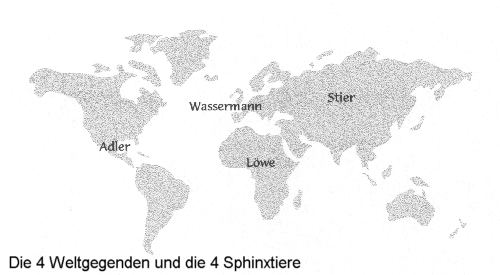 Wassermann
Stier
Adler
Löwe
Die 4 Weltgegenden und die 4 Sphinxtiere